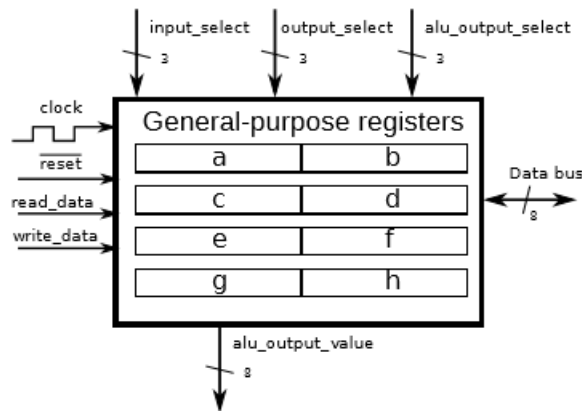 input_select output_select alu_output_select
3 3 3
clock
General-purpose registers
reset
a b
Data bus
read_data
c d
8
write_data
e f
g h
alu_output_value
8